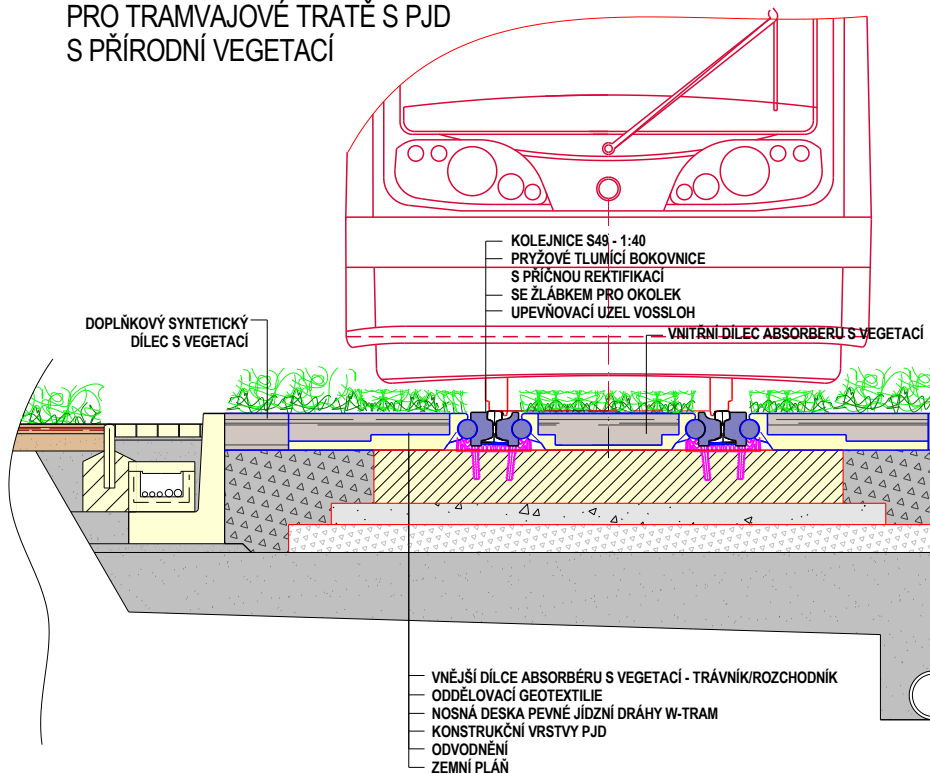 PRO TRAMVAJOVÉ TRATĚ S PJD
S PŘÍRODNÍ VEGETACÍ
KOLEJNICE S49 - 1:40
PRYŽOVÉ TLUMÍCÍ BOKOVNICE
S PŘÍČNOU REKTIFIKACÍ
SE ŽLÁBKEM PRO OKOLEK
UPEVŇOVACÍ UZEL VOSSLOH
DOPLŇKOVÝ SYNTETICKÝ
DÍLEC S VEGETACÍ
VNITŘNÍ DÍLEC ABSORBERU S VEGETACÍ
VNĚJŠÍ DÍLCE ABSORBÉRU S VEGETACÍ - TRÁVNÍK/ROZCHODNÍK
ODDĚLOVACÍ GEOTEXTILIE
NOSNÁ DESKA PEVNÉ JÍZDNÍ DRÁHY W-TRAM
KONSTRUKČNÍ VRSTVY PJD
ODVODNĚNÍ
ZEMNÍ PLÁŇ